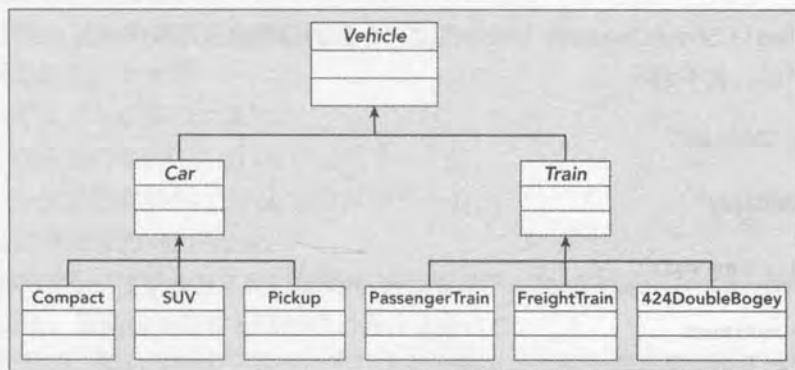 Vehicle
Car Train
Compact SUV Pickup PassengerTrain FreightTrain 424DoubleBogey